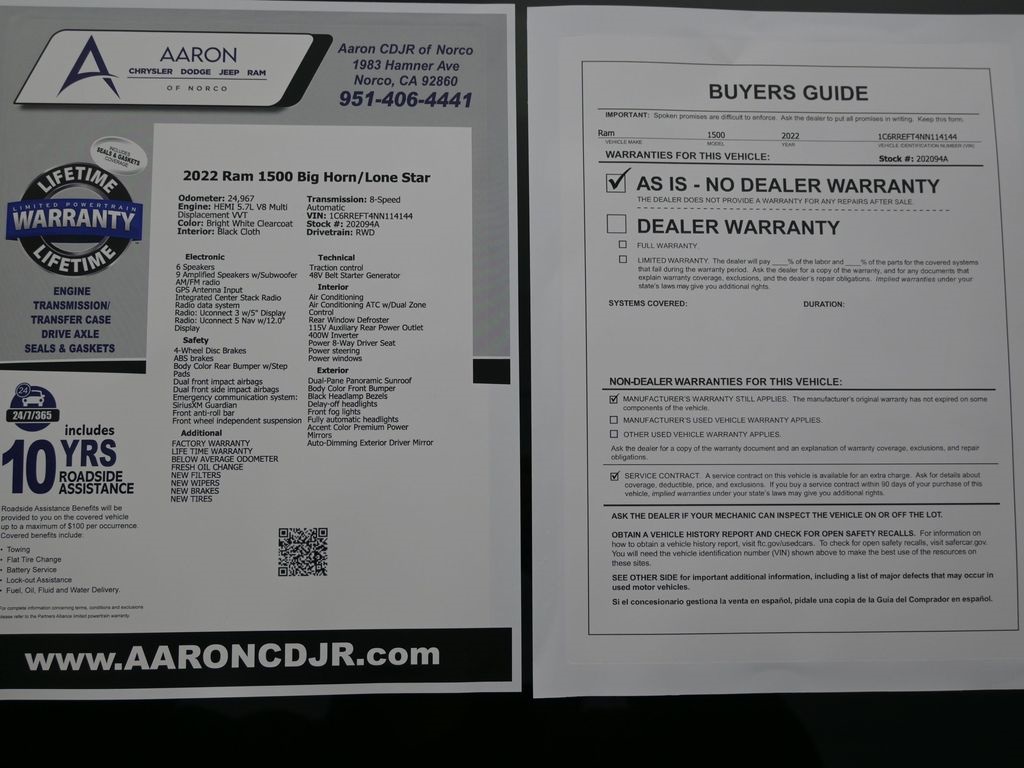 AARON
CHRYSLER DODGE JEEP RAM
OF NORCO
Aaron CDJR of Norco
1983 Hamner Ave
Norco, CA 92860
951-406-4441
INCLUDES
SEALS & GASKETS
COVERAGE
LIFETIME
LIMITED POWERTRAIN
WARRANTY
LIFETIME
ENGINE
TRANSMISSION/
TRANSFER CASE
DRIVE AXLE
SEALS & GASKETS
24
24/7/365
includes
10 YRS
ROADSIDE
ASSISTANCE
Roadside Assistance Benefits will be
provided to you on the covered vehicle
up to a maximum of $100 per occurrence.
Covered benefits include:
• Towing
• Flat Tire Change
• Battery Service
• Lock-out Assistance
• Fuel, Oil, Fluid and Water Delivery.
For complete information concerning terms, conditions and exclusions
please refer to the Partners Alliance limited powertrain warranty.
2022 Ram 1500 Big Horn/Lone Star
Odometer: 24,967
Engine: HEMI 5.7L V8 Multi
Displacement VVT
Color: Bright White Clearcoat
Interior: Black Cloth
Transmission: 8-Speed
Automatic
VIN: 1C6RREFT4NN114144
Stock #: 202094A
Drivetrain: RWD
Electronic
6 Speakers
9 Amplified Speakers w/Subwoofer
AM/FM radio
GPS Antenna Input
Integrated Center Stack Radio
Radio data system
Radio: Uconnect 3 w/5" Display
Radio: Uconnect 5 Nav w/12.0"
Display
Safety
4-Wheel Disc Brakes
ABS brakes
Body Color Rear Bumper w/Step
Pads
Dual front impact airbags
Dual front side impact airbags
Emergency communication system:
SiriusXM Guardian
Front anti-roll bar
Front wheel independent suspension
Additional
FACTORY WARRANTY
LIFE TIME WARRANTY
BELOW AVERAGE ODOMETER
FRESH OIL CHANGE
NEW FILTERS
NEW WIPERS
NEW BRAKES
NEW TIRES
Technical
Traction control
48V Belt Starter Generator
Interior
Air Conditioning
Air Conditioning ATC w/Dual Zone
Control
Rear Window Defroster
115V Auxiliary Rear Power Outlet
400W Inverter
Power 8-Way Driver Seat
Power steering
Power windows
Exterior
Dual-Pane Panoramic Sunroof
Body Color Front Bumper
Black Headlamp Bezels
Delay-off headlights
Front fog lights
Fully automatic headlights
Accent Color Premium Power
Mirrors
Auto-Dimming Exterior Driver Mirror
www.AARONCDJR.com
BUYERS GUIDE
IMPORTANT: Spoken promises are difficult to enforce. Ask the dealer to put all promises in writing. Keep this form.
Ram 1500 2022 1C6RREFT4NN114144
VEHICLE MAKE MODEL YEAR VEHICLE IDENTIFICATION NUMBER (VIN)
WARRANTIES FOR THIS VEHICLE: Stock #: 202094A
AS IS - NO DEALER WARRANTY
THE DEALER DOES NOT PROVIDE A WARRANTY FOR ANY REPAIRS AFTER SALE.
DEALER WARRANTY
FULL WARRANTY.
LIMITED WARRANTY. The dealer will pay ____% of the labor and ____% of the parts for the covered systems
that fail during the warranty period. Ask the dealer for a copy of the warranty, and for any documents that
explain warranty coverage, exclusions, and the dealer's repair obligations. Implied warranties under your
state's laws may give you additional rights.
SYSTEMS COVERED: DURATION:
NON-DEALER WARRANTIES FOR THIS VEHICLE:
MANUFACTURER'S WARRANTY STILL APPLIES. The manufacturer's original warranty has not expired on some
components of the vehicle.
MANUFACTURER'S USED VEHICLE WARRANTY APPLIES.
OTHER USED VEHICLE WARRANTY APPLIES.
Ask the dealer for a copy of the warranty document and an explanation of warranty coverage, exclusions, and repair
obligations.
SERVICE CONTRACT. A service contract on this vehicle is available for an extra charge. Ask for details about
coverage, deductible, price, and exclusions. If you buy a service contract within 90 days of your purchase of this
vehicle, implied warranties under your state's laws may give you additional rights.
ASK THE DEALER IF YOUR MECHANIC CAN INSPECT THE VEHICLE ON OR OFF THE LOT.
OBTAIN A VEHICLE HISTORY REPORT AND CHECK FOR OPEN SAFETY RECALLS. For information on
how to obtain a vehicle history report, visit ftc.gov/usedcars. To check for open safety recalls, visit safercar.gov.
You will need the vehicle identification number (VIN) shown above to make the best use of the resources on
these sites.
SEE OTHER SIDE for important additional information, including a list of major defects that may occur in
used motor vehicles.
Si el concesionario gestiona la venta en español, pídale una copia de la Guía del Comprador en español.